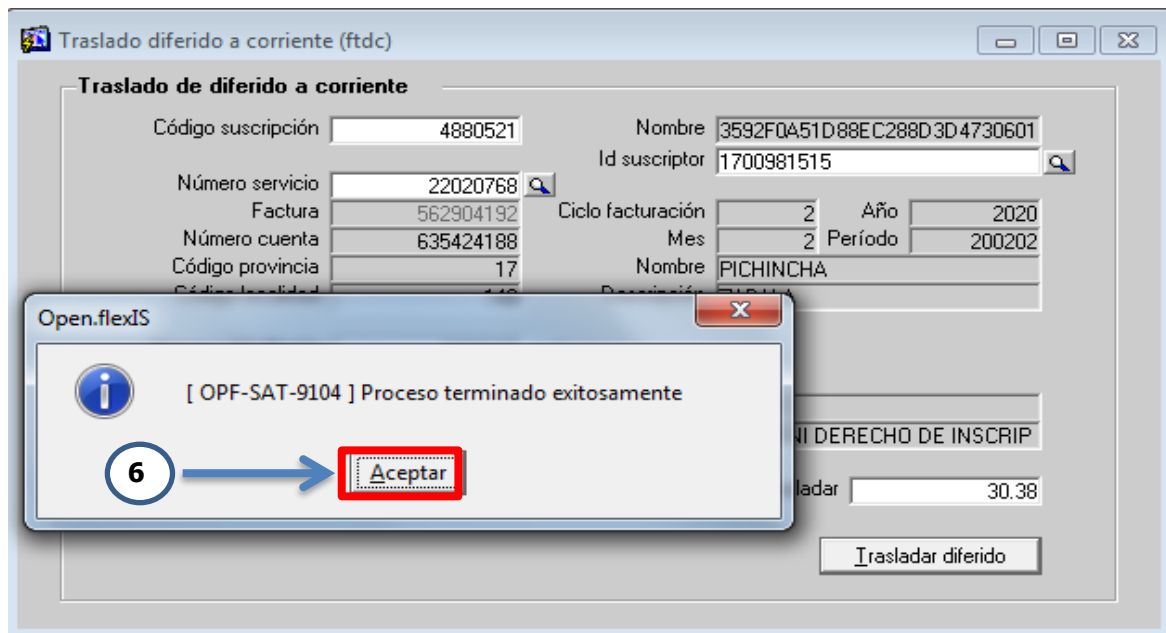 Traslado diferido a corriente (ftdc)
Traslado de diferido a corriente
Código suscripción 4880521 Nombre 3592F0A51D88EC288D3D4730601
Id suscriptor 1700981515
Número servicio 22020768
Factura 562904192 Ciclo facturación 2 Año 2020
Número cuenta 635424188 Mes 2 Período 200202
Código provincia 17 Nombre PICHINCHA
Código localidad Descripción
Open.flexIS
[ OPF-SAT-9104 ] Proceso terminado exitosamente
NI DERECHO DE INSCRIP
6 Aceptar
ladar 30.38
Trasladar diferido